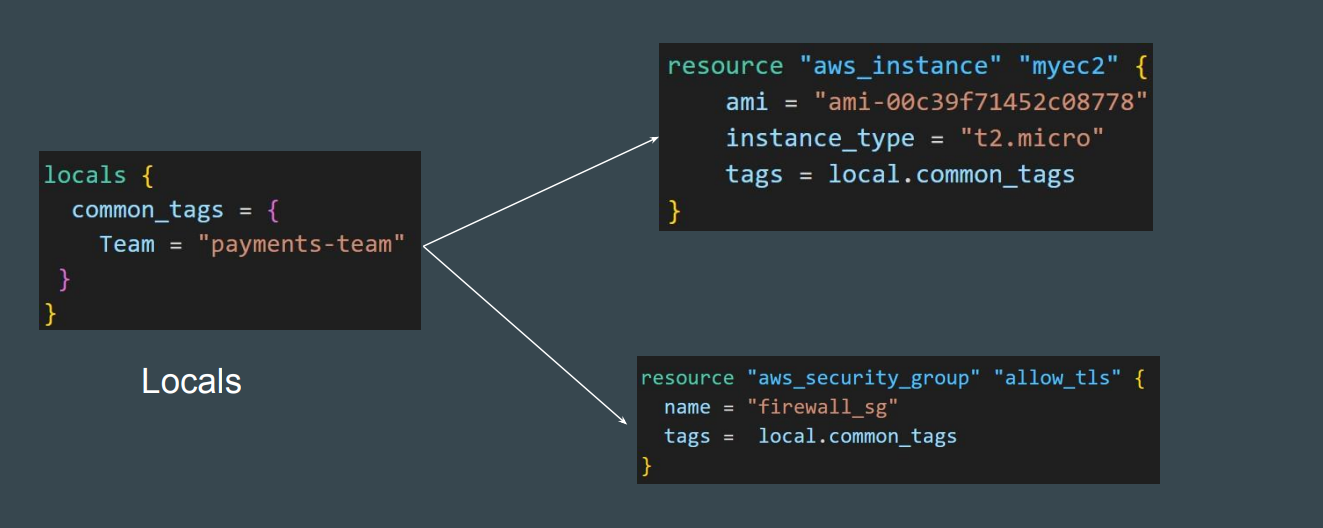 locals {
  common_tags = {
    Team = "payments-team"
 }
}
Locals
resource "aws_instance" "myec2" {
    ami = "ami-00c39f71452c08778"
    instance_type = "t2.micro"
    tags = local.common_tags
}
resource "aws_security_group" "allow_tls" {
  name = "firewall_sg"
  tags =  local.common_tags
}